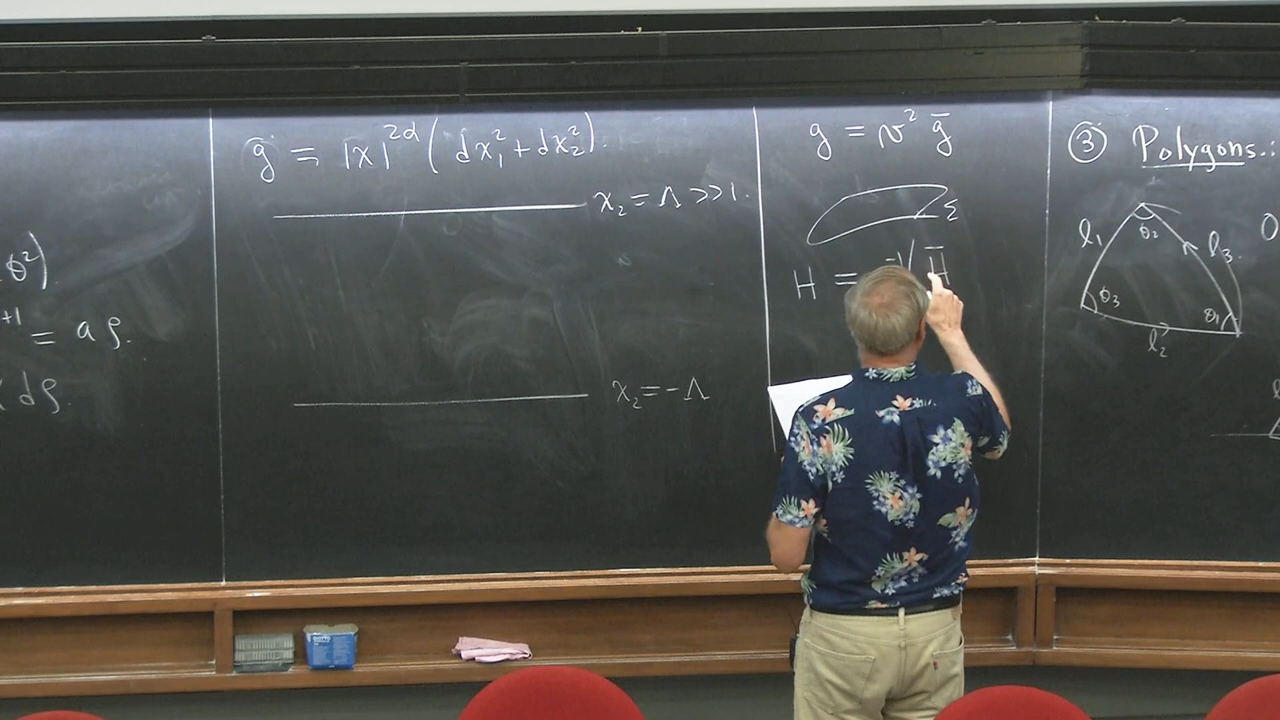 θ²)
+1 = aρ.
dρ.
g = |x|^{2α} (dx₁² + dx₂²).
x₂ = Λ >> 1.
x₂ = -Λ
g = v² ḡ
Σ
H = v⁻¹ H̄
③ Polygons.:
l₁ θ₂ l₃
θ₃ θ₁
l₂